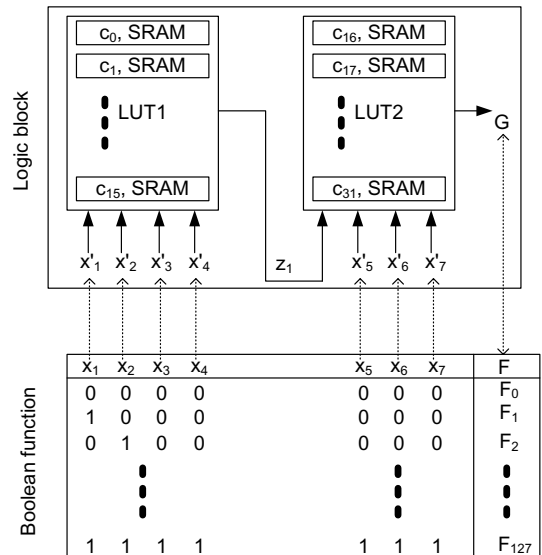 Logic block
c₀, SRAM
c₁, SRAM
LUT1
c₁₅, SRAM
c₁₆, SRAM
c₁₇, SRAM
LUT2
c₃₁, SRAM
G
x'₁ x'₂ x'₃ x'₄ z₁ x'₅ x'₆ x'₇
Boolean function
x₁ x₂ x₃ x₄ x₅ x₆ x₇ F
0 0 0 0 0 0 0 F₀
1 0 0 0 0 0 0 F₁
0 1 0 0 0 0 0 F₂
1 1 1 1 1 1 1 F₁₂₇